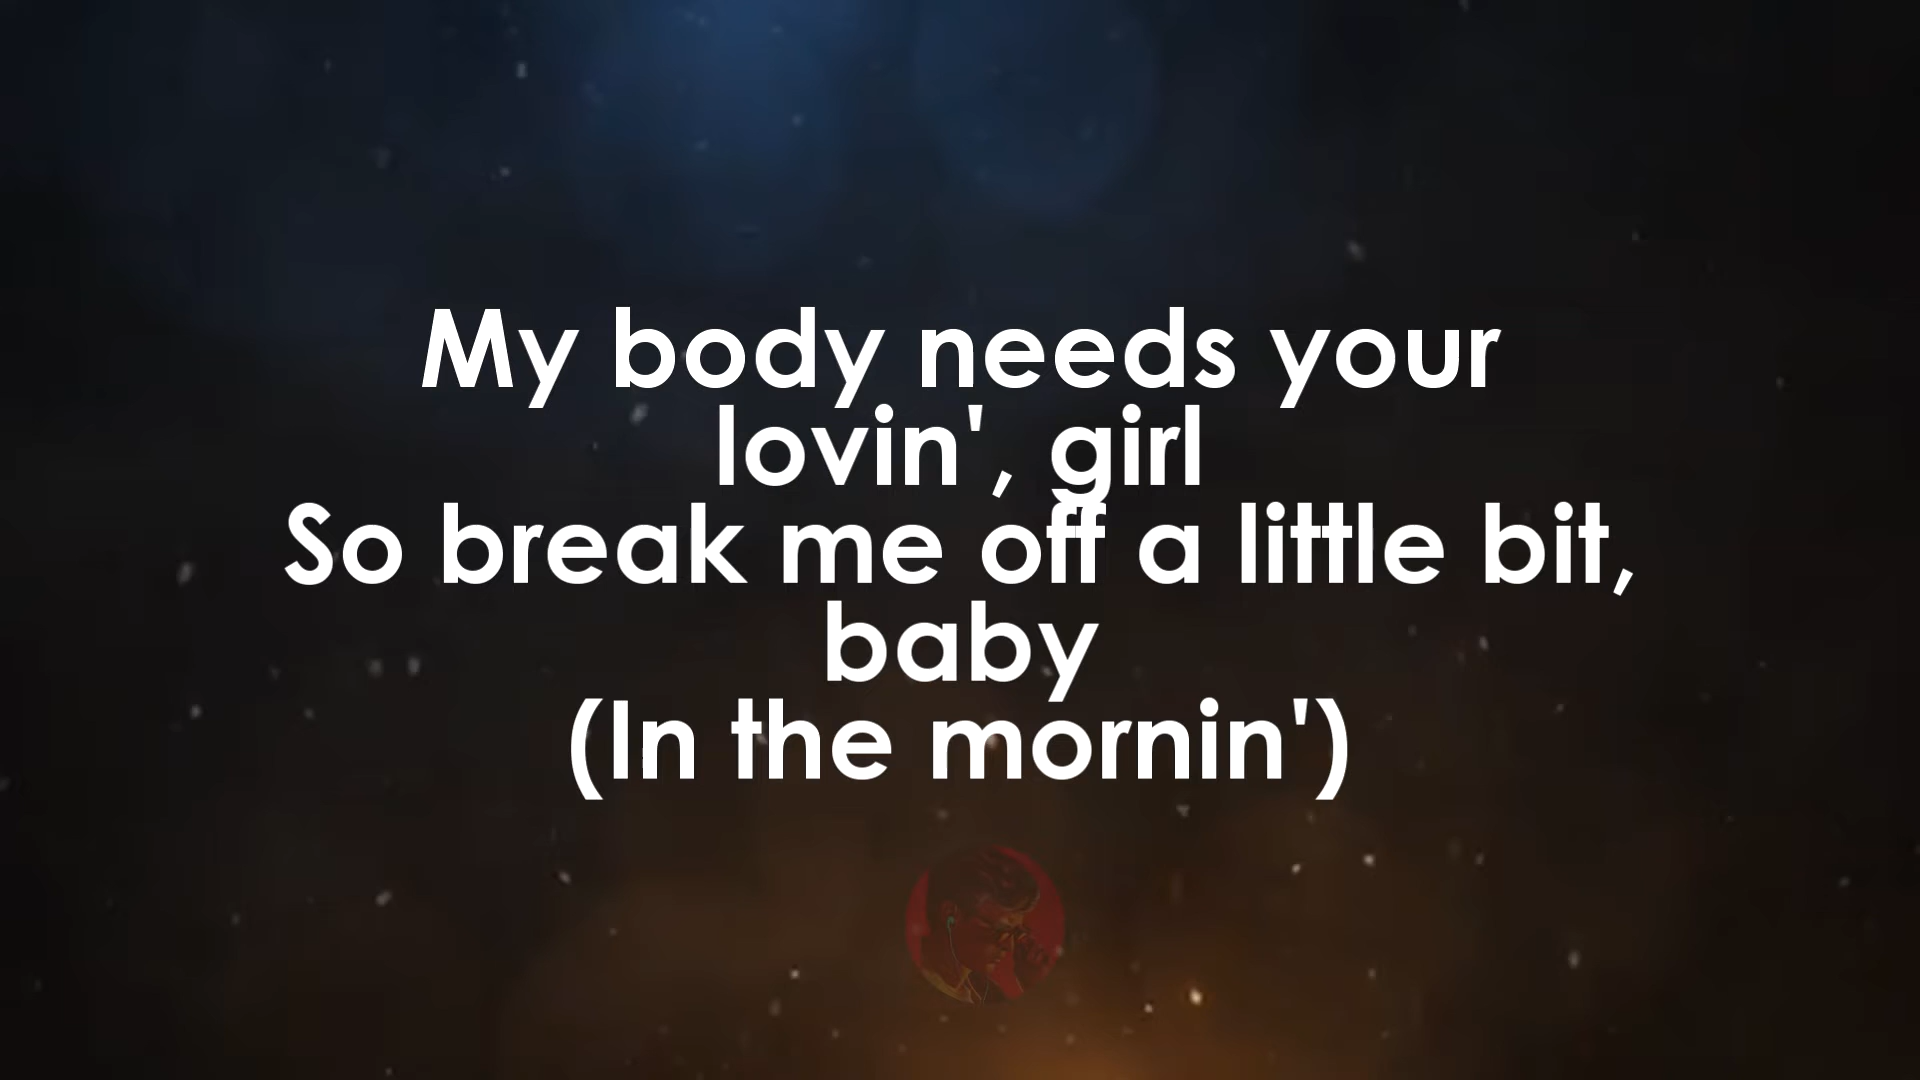 My body needs your
lovin', girl
So break me off a little bit,
baby
(In the mornin')